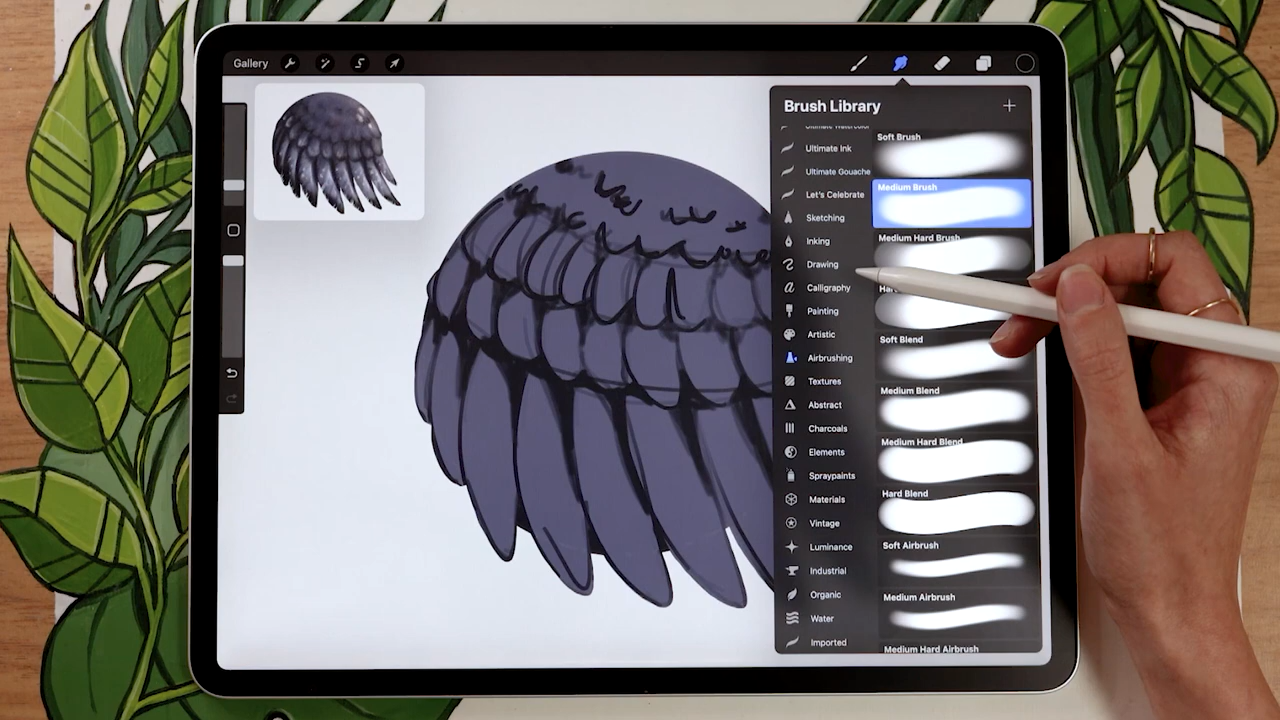 Gallery
Brush Library
Ultimate Watercolor
Ultimate Ink
Ultimate Gouache
Let's Celebrate
Sketching
Inking
Drawing
Calligraphy
Painting
Artistic
Airbrushing
Textures
Abstract
Charcoals
Elements
Spraypaints
Materials
Vintage
Luminance
Industrial
Organic
Water
Imported
Soft Brush
Medium Brush
Medium Hard Brush
Soft Blend
Medium Blend
Medium Hard Blend
Hard Blend
Soft Airbrush
Medium Airbrush
Medium Hard Airbrush